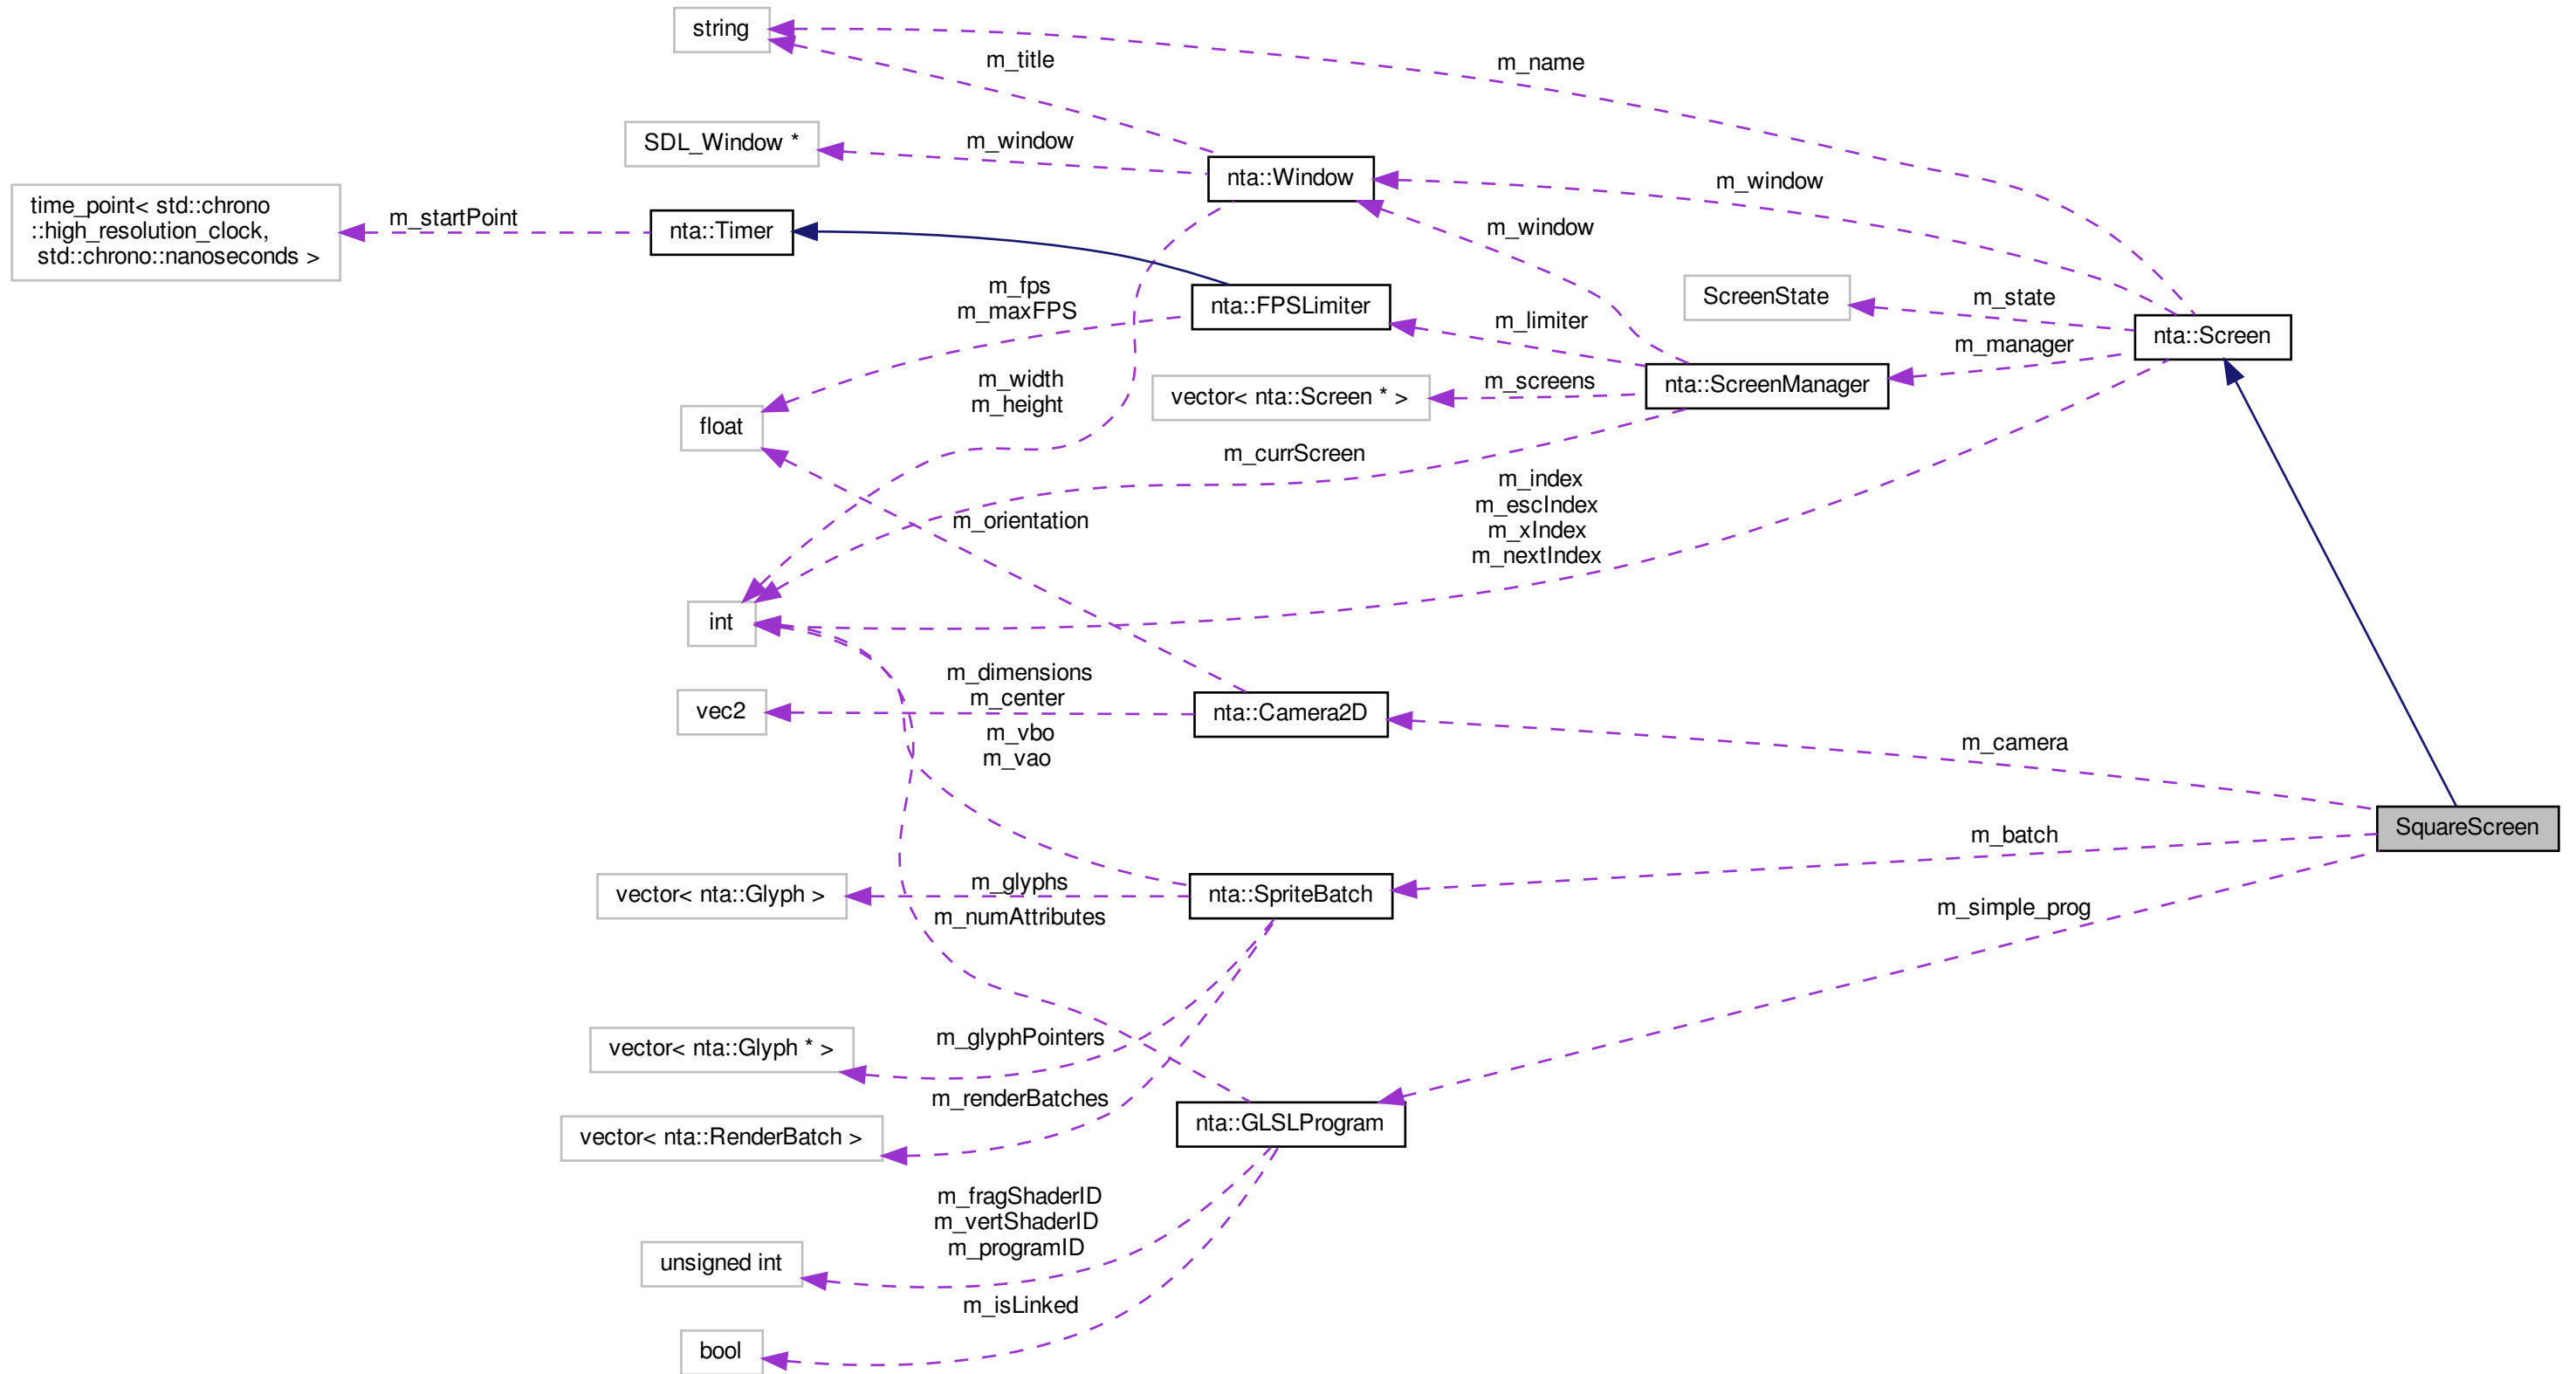 string
m_title
m_name
SDL_Window *
m_window
nta::Window
m_window
time_point< std::chrono
::high_resolution_clock,
std::chrono::nanoseconds >
m_startPoint
nta::Timer
m_window
m_fps
m_maxFPS
nta::FPSLimiter
m_limiter
ScreenState
m_state
nta::Screen
m_manager
m_width
m_height
vector< nta::Screen * >
m_screens
nta::ScreenManager
float
m_currScreen
m_orientation
m_index
m_escIndex
m_xIndex
m_nextIndex
int
m_dimensions
m_center
vec2
nta::Camera2D
m_vbo
m_vao
m_camera
m_batch
SquareScreen
vector< nta::Glyph >
m_glyphs
nta::SpriteBatch
m_numAttributes
m_simple_prog
vector< nta::Glyph * >
m_glyphPointers
m_renderBatches
vector< nta::RenderBatch >
nta::GLSLProgram
m_fragShaderID
m_vertShaderID
m_programID
unsigned int
m_isLinked
bool